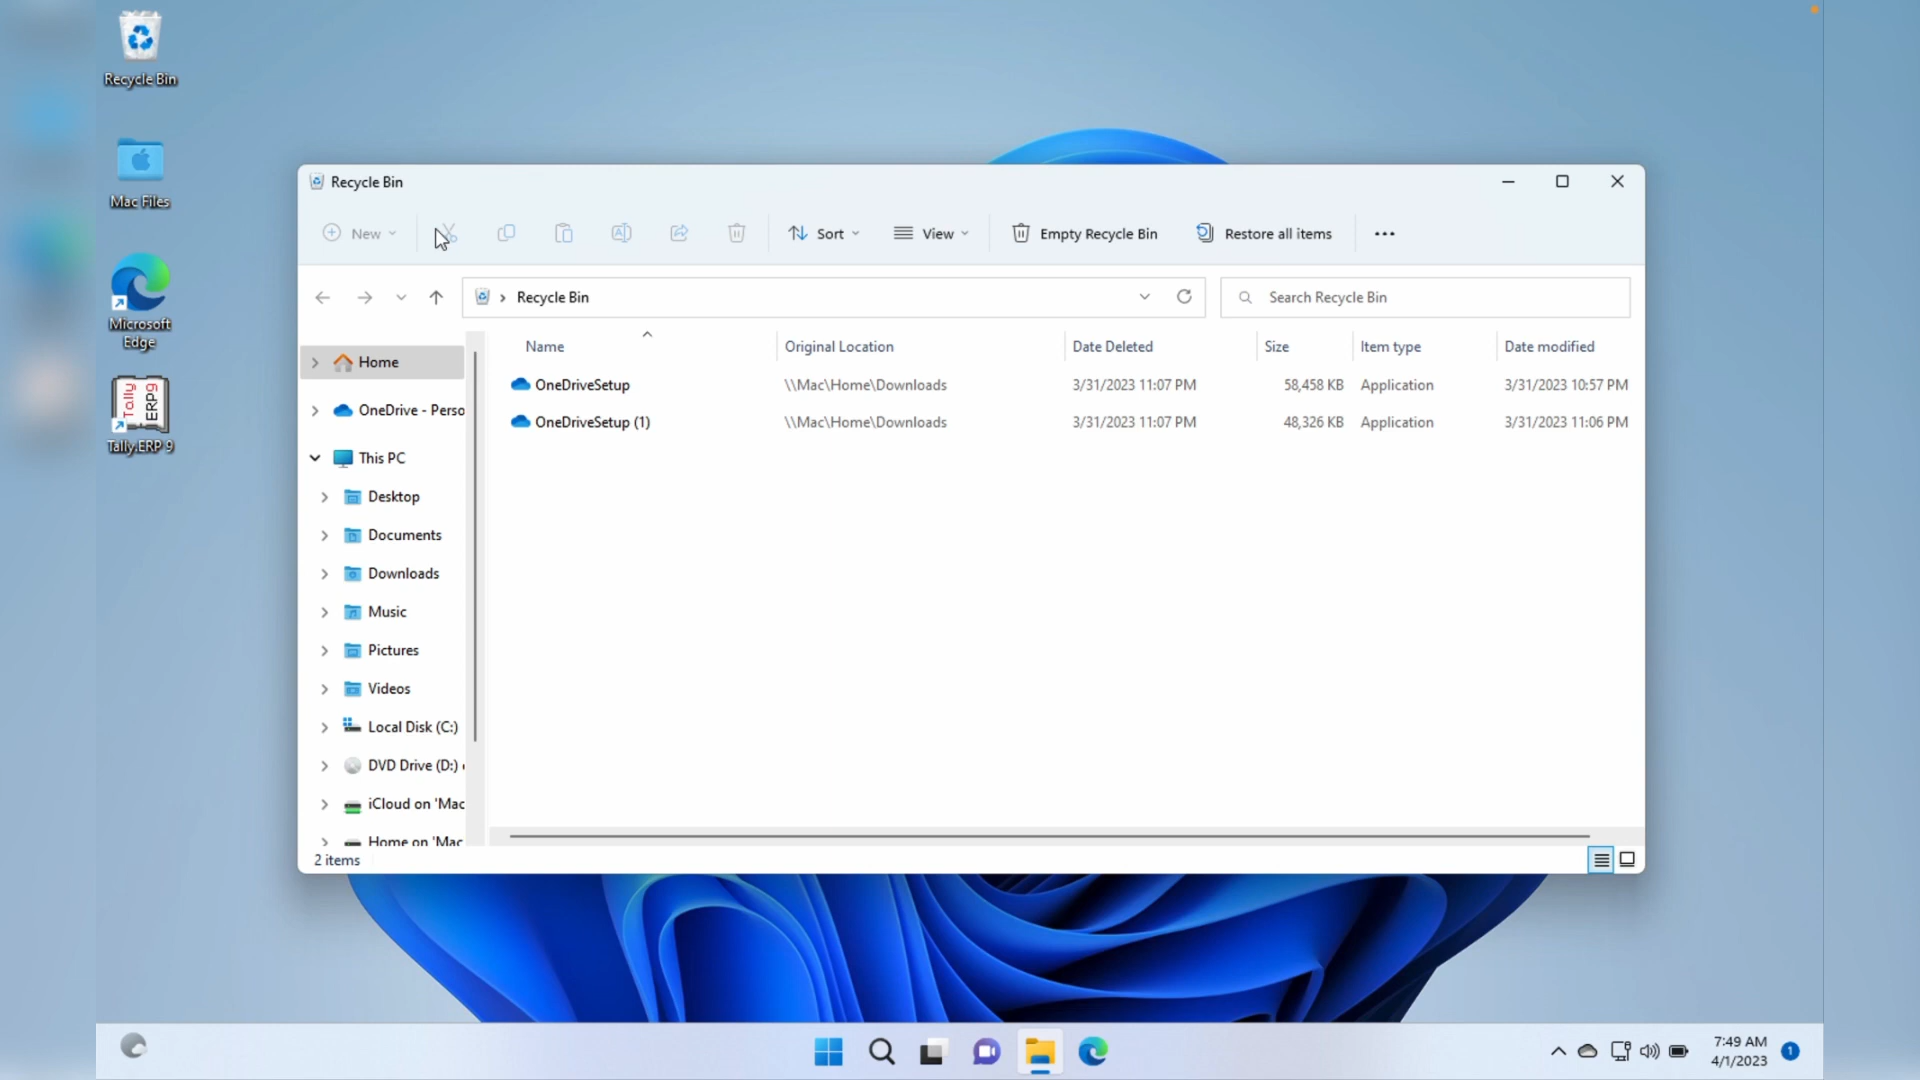 Recycle Bin
Mac Files
Microsoft
Edge
Tally
ERP9
Tally.ERP 9
Recycle Bin
New
Sort
View
Empty Recycle Bin
Restore all items
Recycle Bin
Search Recycle Bin
Name Original Location Date Deleted Size Item type Date modified
OneDriveSetup \\Mac\Home\Downloads 3/31/2023 11:07 PM 58,458 KB Application 3/31/2023 10:57 PM
OneDriveSetup (1) \\Mac\Home\Downloads 3/31/2023 11:07 PM 48,326 KB Application 3/31/2023 11:06 PM
Home
OneDrive - Perso
This PC
Desktop
Documents
Downloads
Music
Pictures
Videos
Local Disk (C:)
DVD Drive (D:)
iCloud on 'Mac
Home on 'Mac
2 items
7:49 AM
4/1/2023
1